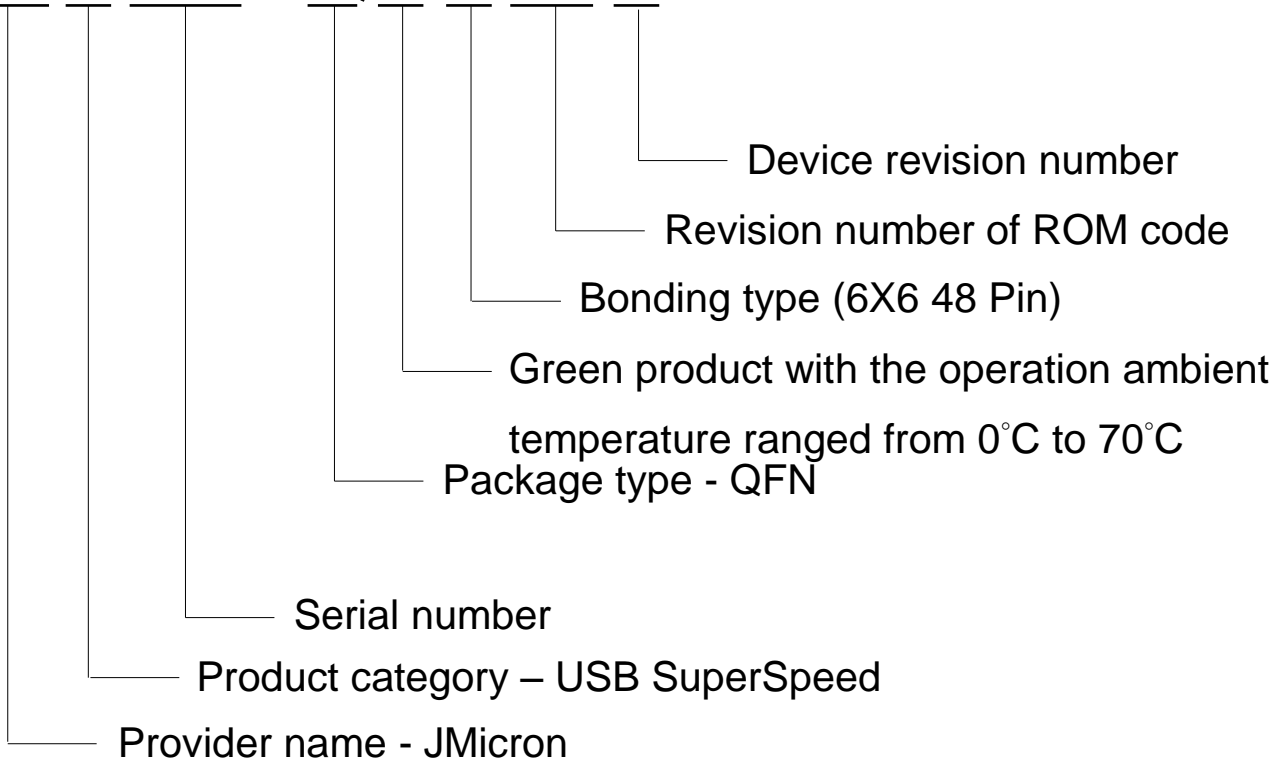 Device revision number
Revision number of ROM code
Bonding type (6X6 48 Pin)
Green product with the operation ambient
temperature ranged from 0°C to 70°C
Package type - QFN
Serial number
Product category – USB SuperSpeed
Provider name - JMicron